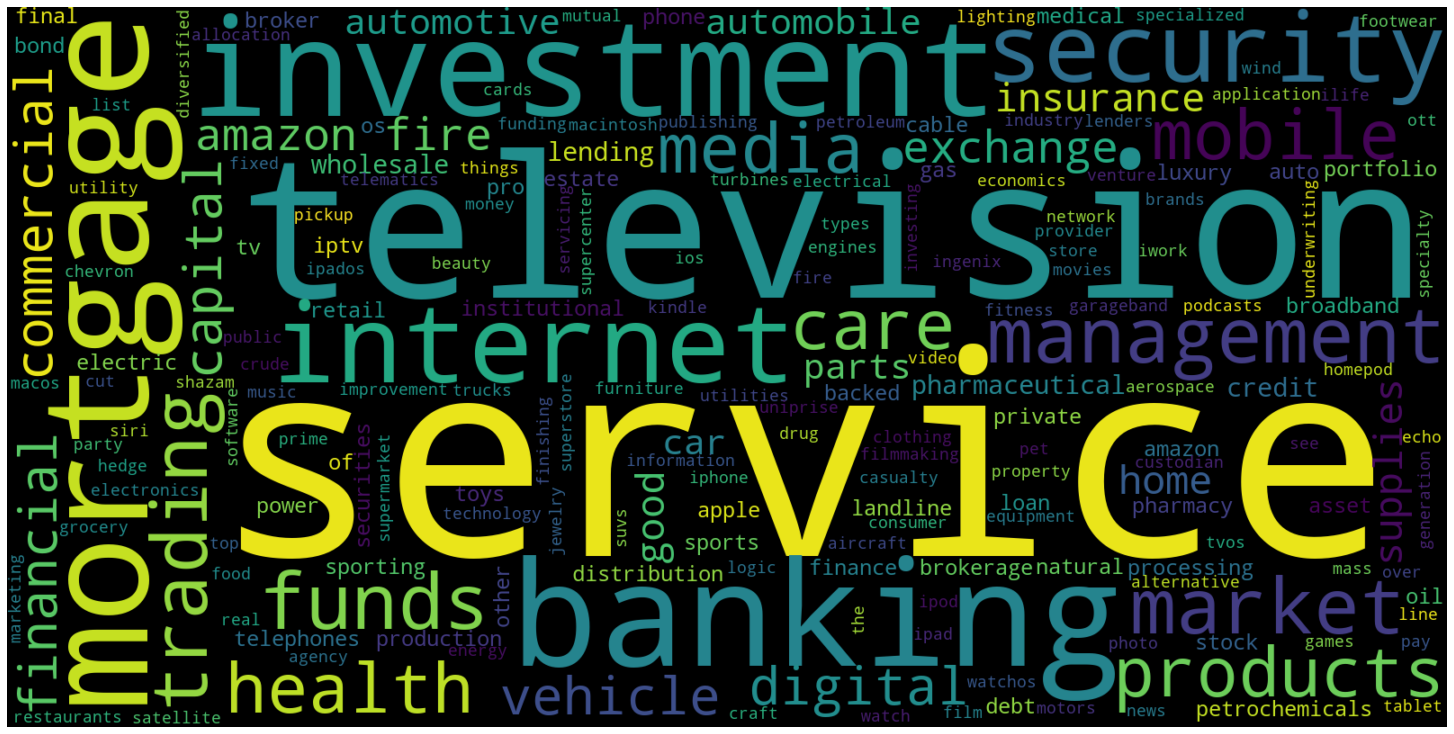 final
broker
automotive
mutual
phone
automobile
lighting
medical
specialized
footwear
bond
allocation
investment
security
wind
list
diversified
cards
insurance
application
ilife
commercial
mortgage
amazon
os
fire
funding
macintosh
publishing
petroleum
cable
industry
lenders
mobile
ott
fixed
wholesale
lending
media
exchange
telematics
things
estate
gas
venture
luxury
auto
portfolio
utility
capital
pro
money
turbines
electrical
economics
brands
pickup
television
types
network
provider
tv
iptv
servicing
supercenter
engines
investing
store
iwork
underwriting
specialty
chevron
ipados
beauty
ios
fire
ingenix
movies
retail
institutional
kindle
fitness
garageband
podcasts
broadband
public
internet
care
management
electric
crude
parts
video
homepod
macos
cut
shazam
music
improvement
trucks
furniture
utilities
backed
pharmaceutical
aerospace
credit
siri
software
superstore
uniprise
private
supplies
party
trading
prime
securities
supermarket
finishing
car
drug
clothing
filmmaking
pet
amazon
see
echo
hedge
of
service
information
casualty
property
custodian
financial
electronics
toys
iphone
home
power
technology
jewelry
suvs
good
apple
landline
loan
pharmacy
asset
generation
grocery
consumer
equipment
top
sports
aircraft
tvos
marketing
food
sporting
distribution
logic
finance
brokerage
natural
processing
mass
over
funds
other
banking
ipod
alternative
market
oil
real
the
ipad
line
telephones
production
photo
stock
games
pay
agency
energy
health
vehicle
digital
watchos
products
restaurants
satellite
craft
watch
film
debt
motors
news
petrochemicals
tablet